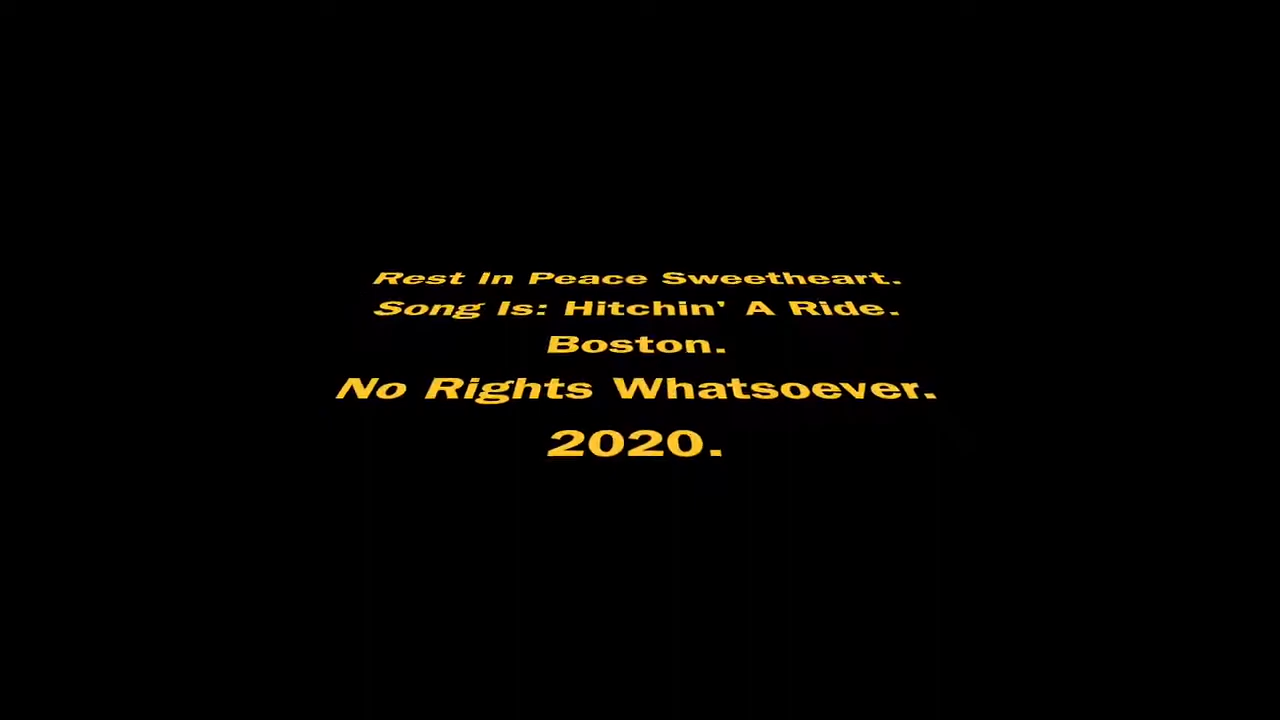 Rest In Peace Sweetheart.
Song Is: Hitchin' A Ride.
Boston.
No Rights Whatsoever.
2020.